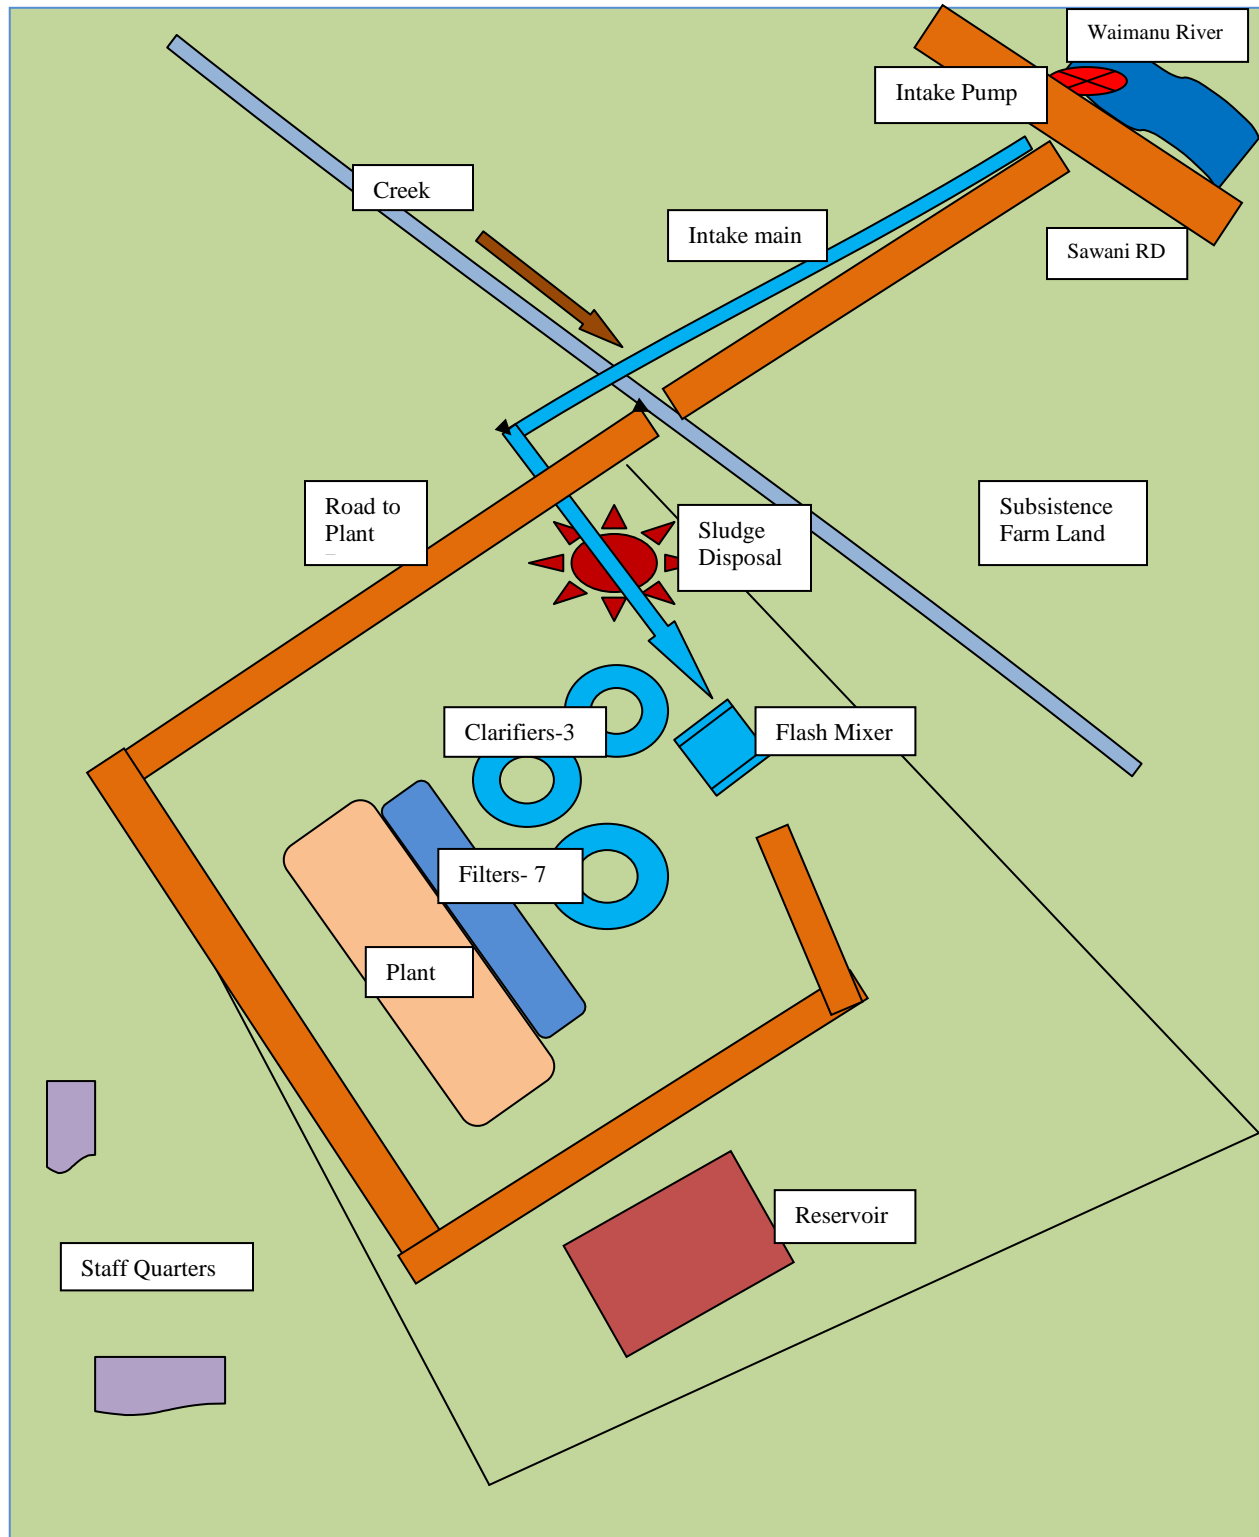 Waimanu River
Intake Pump
Creek
Intake main
Sawani RD
Road to
Plant
Subsistence
Farm Land
Sludge
Disposal
Clarifiers-3
Flash Mixer
Filters- 7
Plant
Reservoir
Staff Quarters